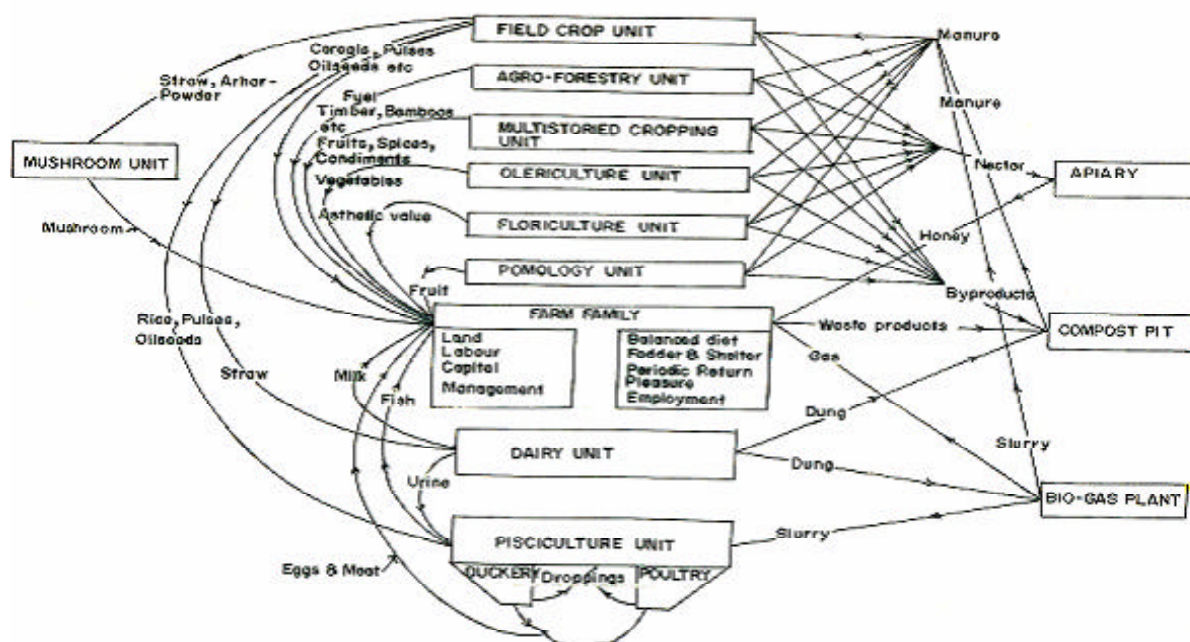 FIELD CROP UNIT
Manure
Cereals, Pulses
Oilseeds etc
Straw, Arhar-
Powder
AGRO-FORESTRY UNIT
Fuel
Timber, Bamboos
etc
Manure
MULTISTORIED CROPPING
UNIT
Fruits, Spices,
Condiments
MUSHROOM UNIT
Nector
APIARY
OLERICULTURE UNIT
Vegetables
Asthetic value
FLORICULTURE UNIT
Mushroom
Honey
POMOLOGY UNIT
Fruit
Byproducts
FARM FAMILY
Rice, Pulses,
Oilseeds
Waste products
COMPOST PIT
Land
Labour
Capital
Management
Balanced diet
Fodder & Shelter
Periodic Return
Pleasure
Employment
Gas
Straw
Milk
Fish
Dung
DAIRY UNIT
Slurry
Dung
Urine
BIO-GAS PLANT
PISCICULTURE UNIT
Slurry
Eggs & Meat
DUCKERY
Droppings
POULTRY